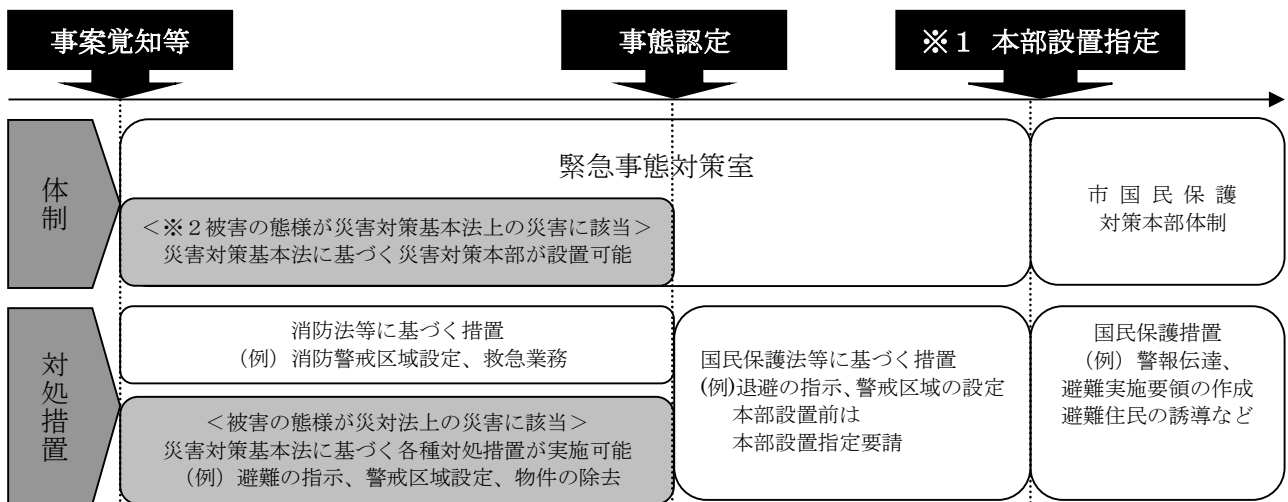 事案覚知等
事態認定
※１ 本部設置指定
体制
緊急事態対策室
＜※２被害の態様が災害対策基本法上の災害に該当＞
災害対策基本法に基づく災害対策本部が設置可能
市国民保護
対策本部体制
対処措置
消防法等に基づく措置
（例）消防警戒区域設定、救急業務
＜被害の態様が災対法上の災害に該当＞
災害対策基本法に基づく各種対処措置が実施可能
（例）避難の指示、警戒区域設定、物件の除去
国民保護法等に基づく措置
(例)退避の指示、警戒区域の設定
本部設置前は
本部設置指定要請
国民保護措置
（例）警報伝達、
避難実施要領の作成
避難住民の誘導など